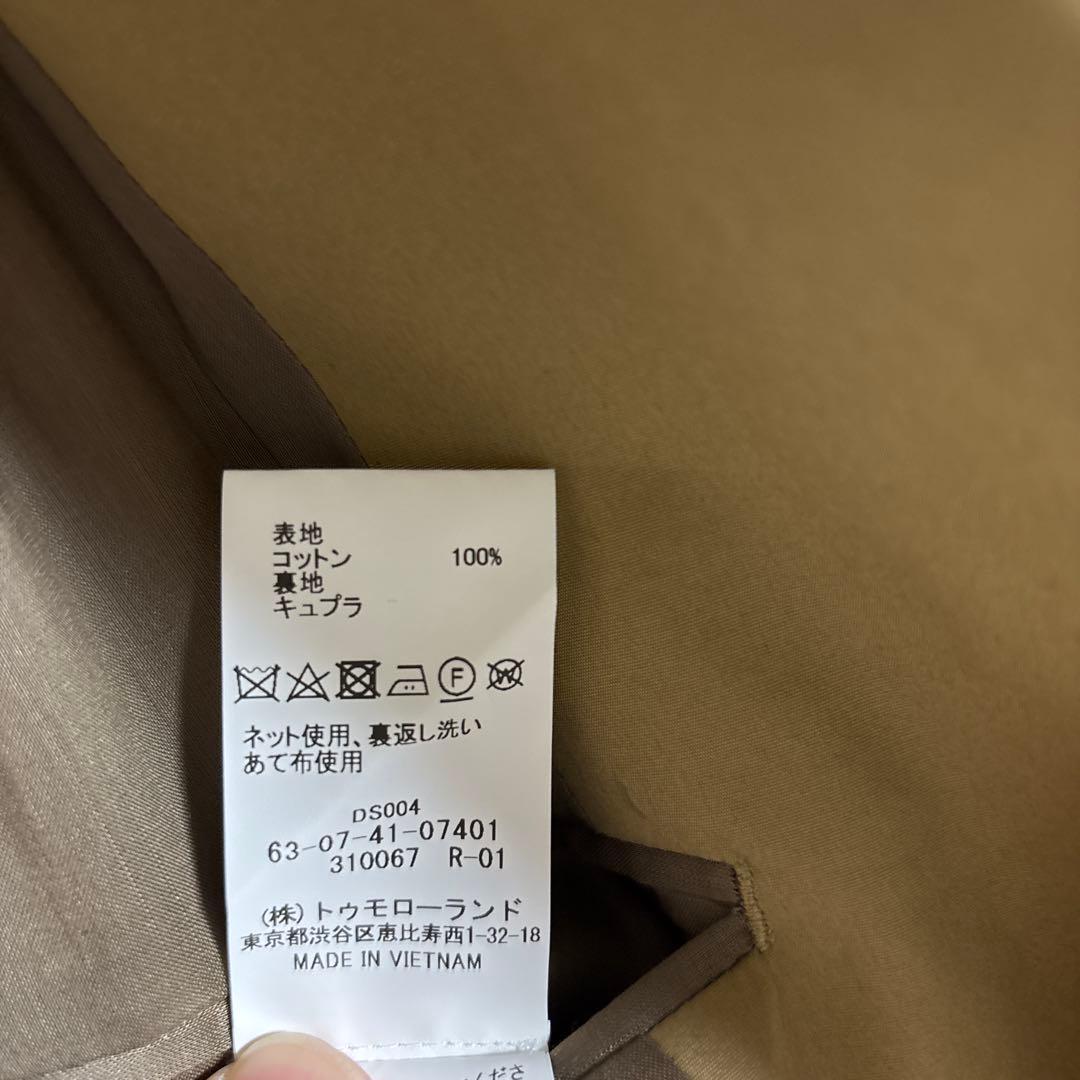 表地
コットン 100%
裏地
キュプラ
F W
ネット使用、裏返し洗い
あて布使用
DS004
63-07-41-07401
310067 R-01
(株)トゥモローランド
東京都渋谷区恵比寿西1-32-18
MADE IN VIETNAM
くださ